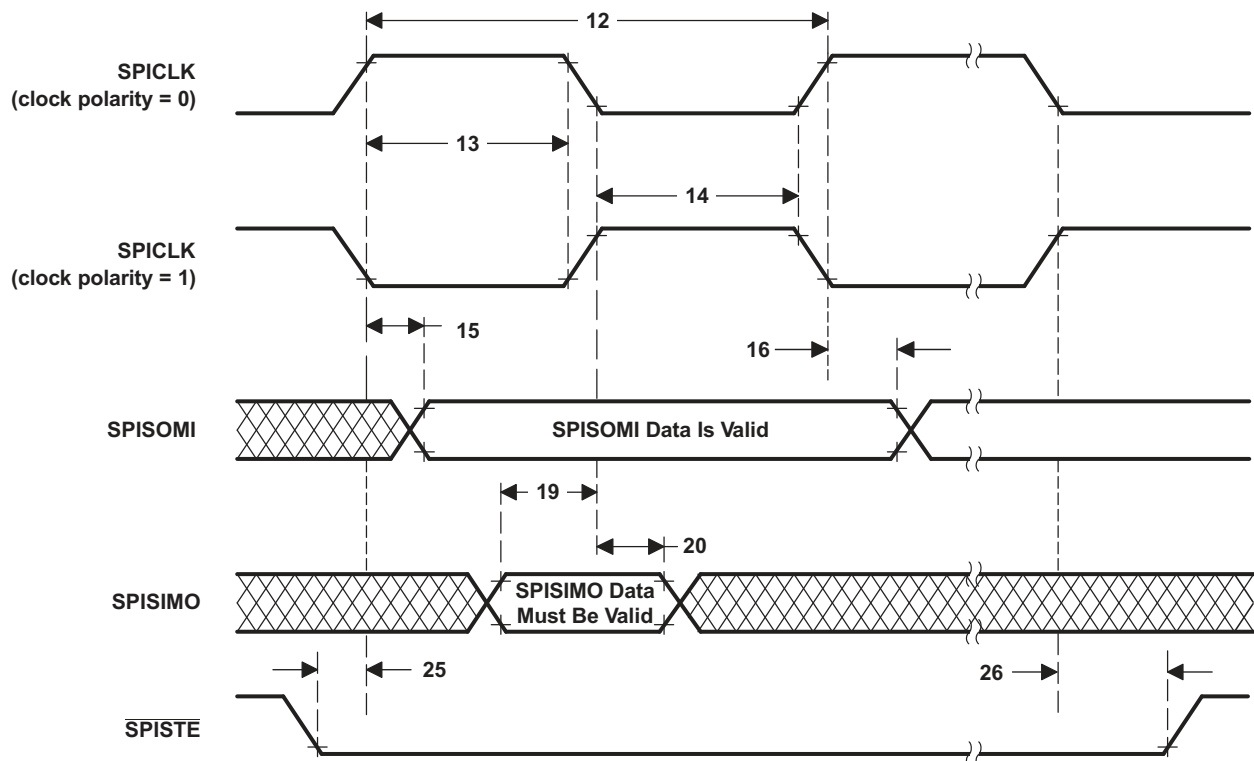 12
SPICLK
(clock polarity = 0)
13
14
SPICLK
(clock polarity = 1)
15
16
SPISOMI
SPISOMI Data Is Valid
19
20
SPISIMO
SPISIMO Data
Must Be Valid
25
26
SPISTE